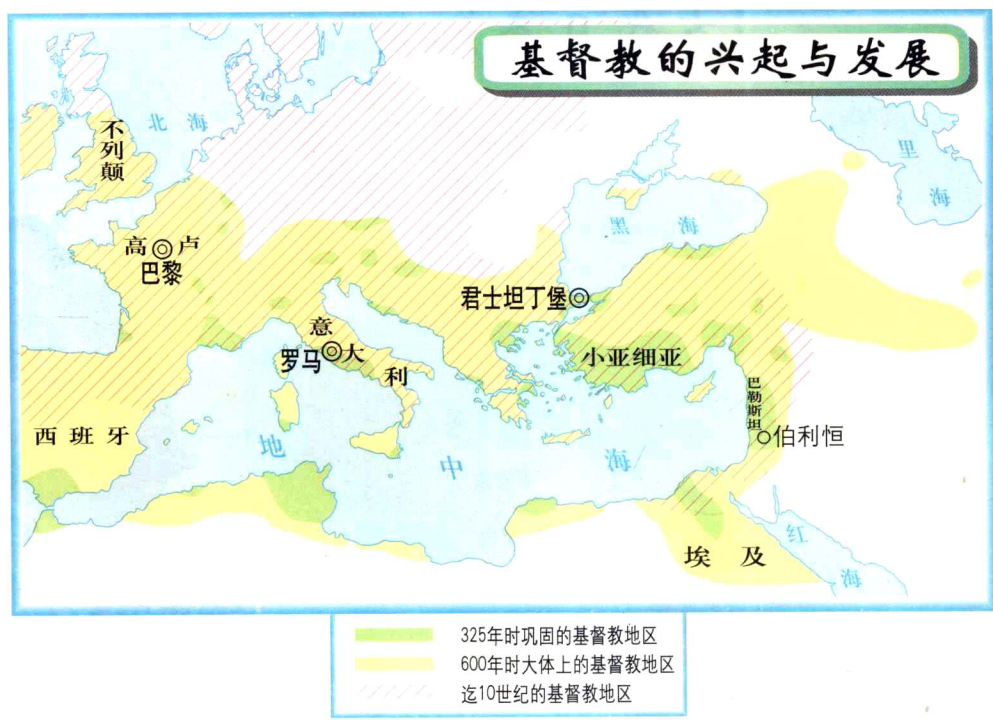 基督教的兴起与发展
北海
不列颠
里海
黑海
高卢
巴黎
君士坦丁堡
意大利
罗马
小亚细亚
巴勒斯坦
伯利恒
西班牙
地中海
埃及
红海
325年时巩固的基督教地区
600年时大体上的基督教地区
迄10世纪的基督教地区